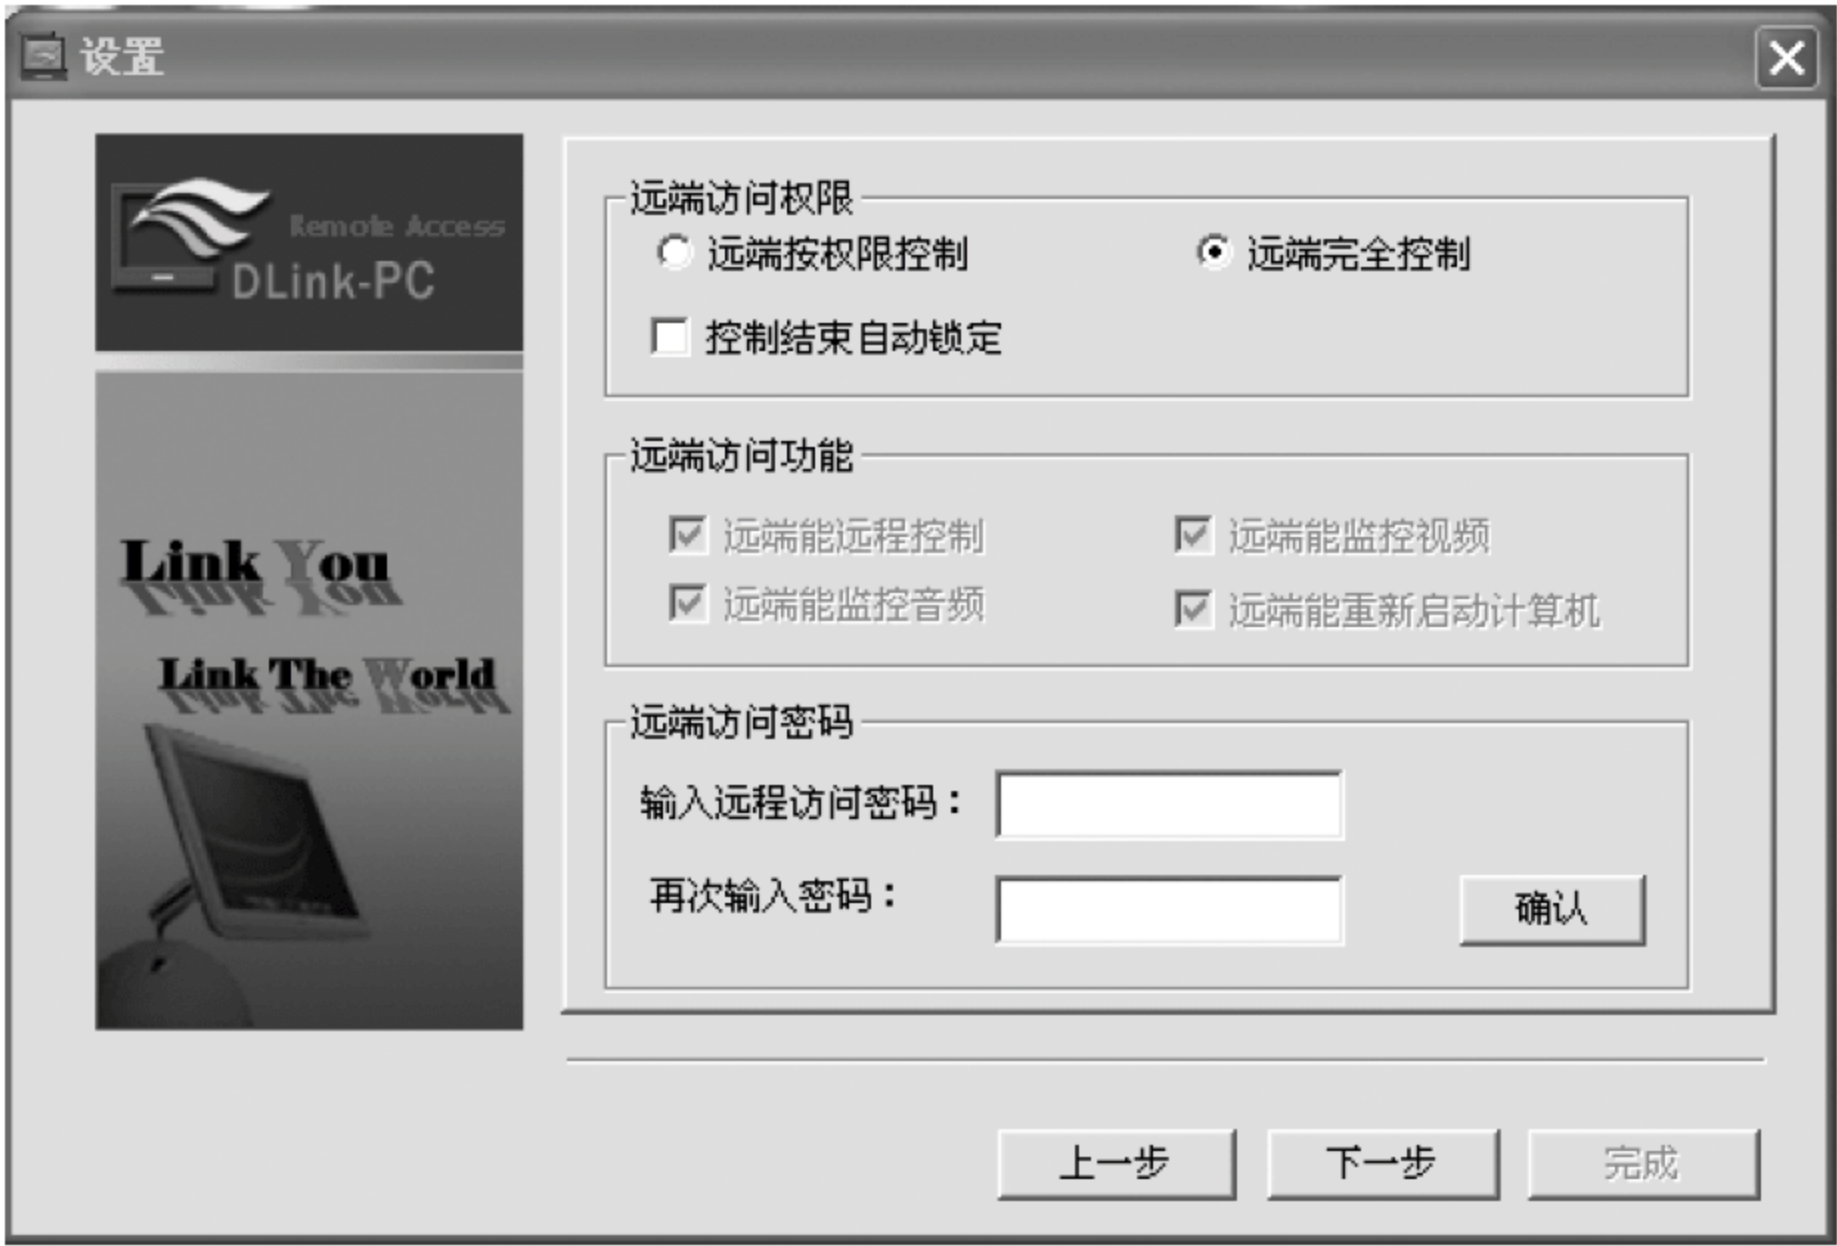 设置
Remote Access
DLink-PC
Link You
Link The World
远端访问权限
远端按权限控制
远端完全控制
控制结束自动锁定
远端访问功能
远端能远程控制
远端能监控视频
远端能监控音频
远端能重新启动计算机
远端访问密码
输入远程访问密码：
再次输入密码：
确认
上一步
下一步
完成